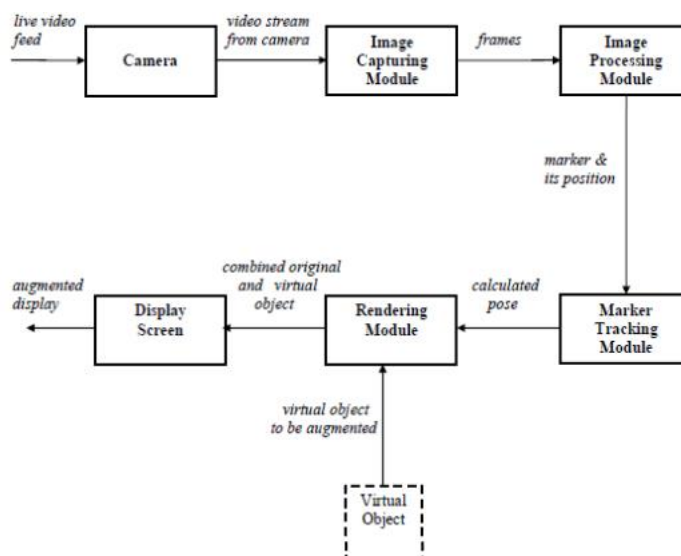 live video
feed
Camera
video stream
from camera
Image
Capturing
Module
frames
Image
Processing
Module
marker &
its position
Marker
Tracking
Module
calculated
pose
Rendering
Module
combined original
and virtual
object
Display
Screen
augmented
display
virtual object
to be augmented
Virtual
Object